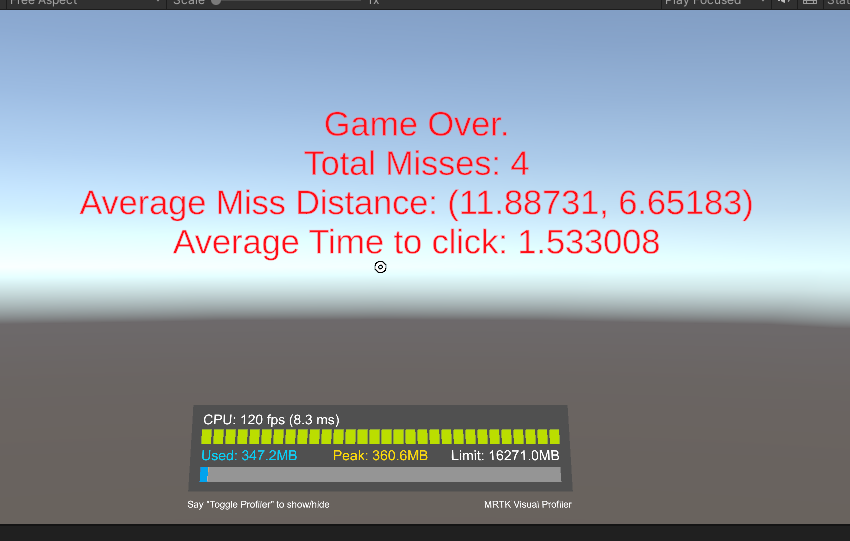 Free Aspect Scale 1x Play Focused Stat
Game Over.
Total Misses: 4
Average Miss Distance: (11.88731, 6.65183)
Average Time to click: 1.533008
CPU: 120 fps (8.3 ms)
Used: 347.2MB Peak: 360.6MB Limit: 16271.0MB
Say "Toggle Profiler" to show/hide MRTK Visual Profiler